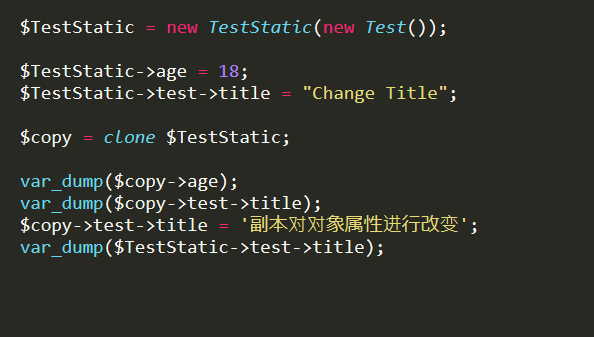 $TestStatic = new TestStatic(new Test());
$TestStatic->age = 18;
$TestStatic->test->title = "Change Title";
$copy = clone $TestStatic;
var_dump($copy->age);
var_dump($copy->test->title);
$copy->test->title = '副本对对象属性进行改变';
var_dump($TestStatic->test->title);